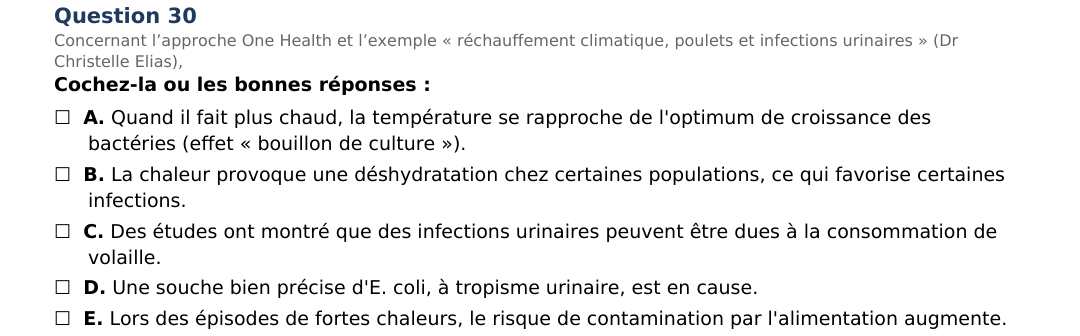 Question 30
Concernant l’approche One Health et l’exemple « réchauffement climatique, poulets et infections urinaires » (Dr
Christelle Elias),
Cochez-la ou les bonnes réponses :
☐ A. Quand il fait plus chaud, la température se rapproche de l'optimum de croissance des
bactéries (effet « bouillon de culture »).
☐ B. La chaleur provoque une déshydratation chez certaines populations, ce qui favorise certaines
infections.
☐ C. Des études ont montré que des infections urinaires peuvent être dues à la consommation de
volaille.
☐ D. Une souche bien précise d'E. coli, à tropisme urinaire, est en cause.
☐ E. Lors des épisodes de fortes chaleurs, le risque de contamination par l'alimentation augmente.